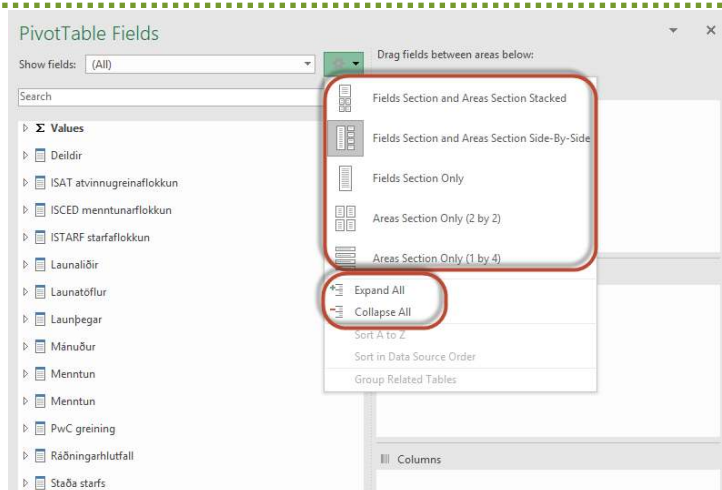 PivotTable Fields
Show fields: (All)
Search
Σ Values
Deildir
ISAT atvinnugreinaflokkun
ISCED menntunarflokkun
ISTARF starfaflokkun
Launaliðir
Launatöflur
Launþegar
Mánuður
Menntun
Menntun
PwC greining
Ráðningarhlutfall
Staða starfs
Drag fields between areas below:
Fields Section and Areas Section Stacked
Fields Section and Areas Section Side-By-Side
Fields Section Only
Areas Section Only (2 by 2)
Areas Section Only (1 by 4)
Expand All
Collapse All
Sort A to Z
Sort in Data Source Order
Group Related Tables
Columns